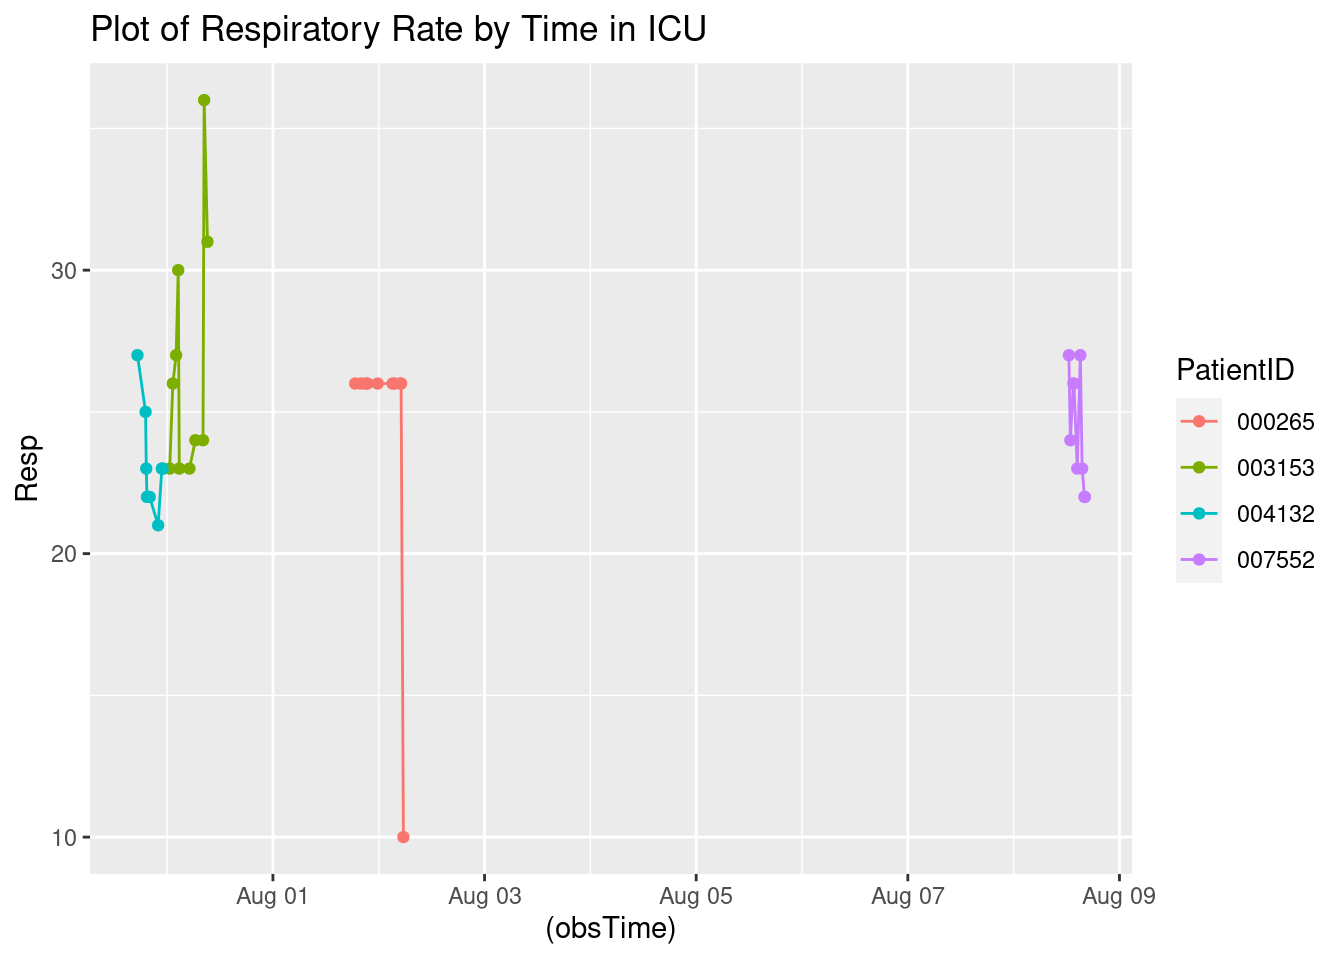 Plot of Respiratory Rate by Time in ICU
Resp
30
20
10
Aug 01 Aug 03 Aug 05 Aug 07 Aug 09
(obsTime)
PatientID
000265
003153
004132
007552